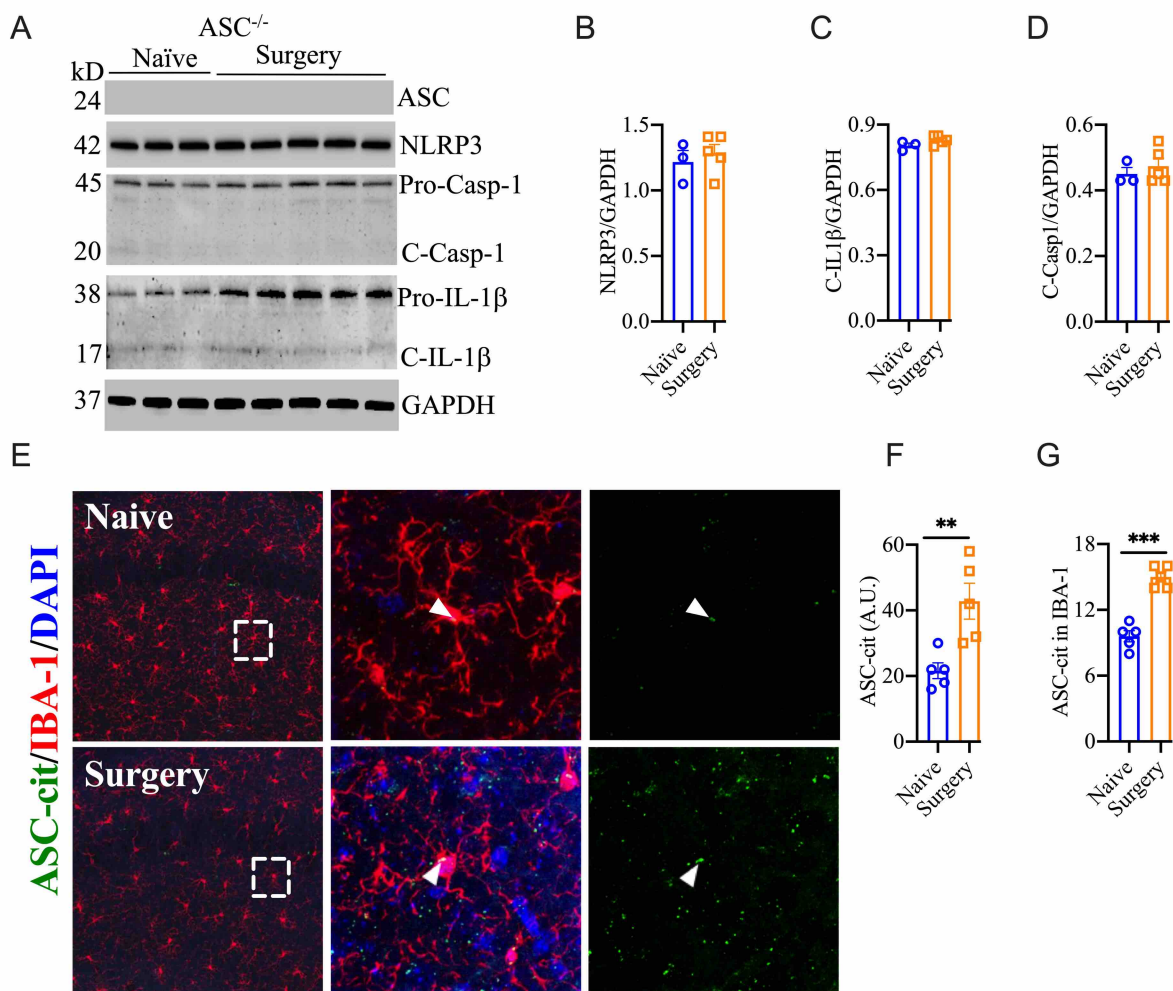 A
ASC-/-
Naïve Surgery
kD
24 ASC
42 NLRP3
45 Pro-Casp-1
20 C-Casp-1
38 Pro-IL-1β
17 C-IL-1β
37 GAPDH
B
NLRP3/GAPDH
1.5
1.0
0.5
0.0
Naïve
Surgery
C
C-IL1β/GAPDH
0.9
0.6
0.3
0.0
Naïve
Surgery
D
C-Casp1/GAPDH
0.6
0.4
0.2
0.0
Naïve
Surgery
E
ASC-cit/IBA-1/DAPI
Naive
Surgery
F
**
ASC-cit (A.U.)
60
40
20
0
Naive
Surgery
G
***
ASC-cit in IBA-1
18
12
6
0
Naive
Surgery